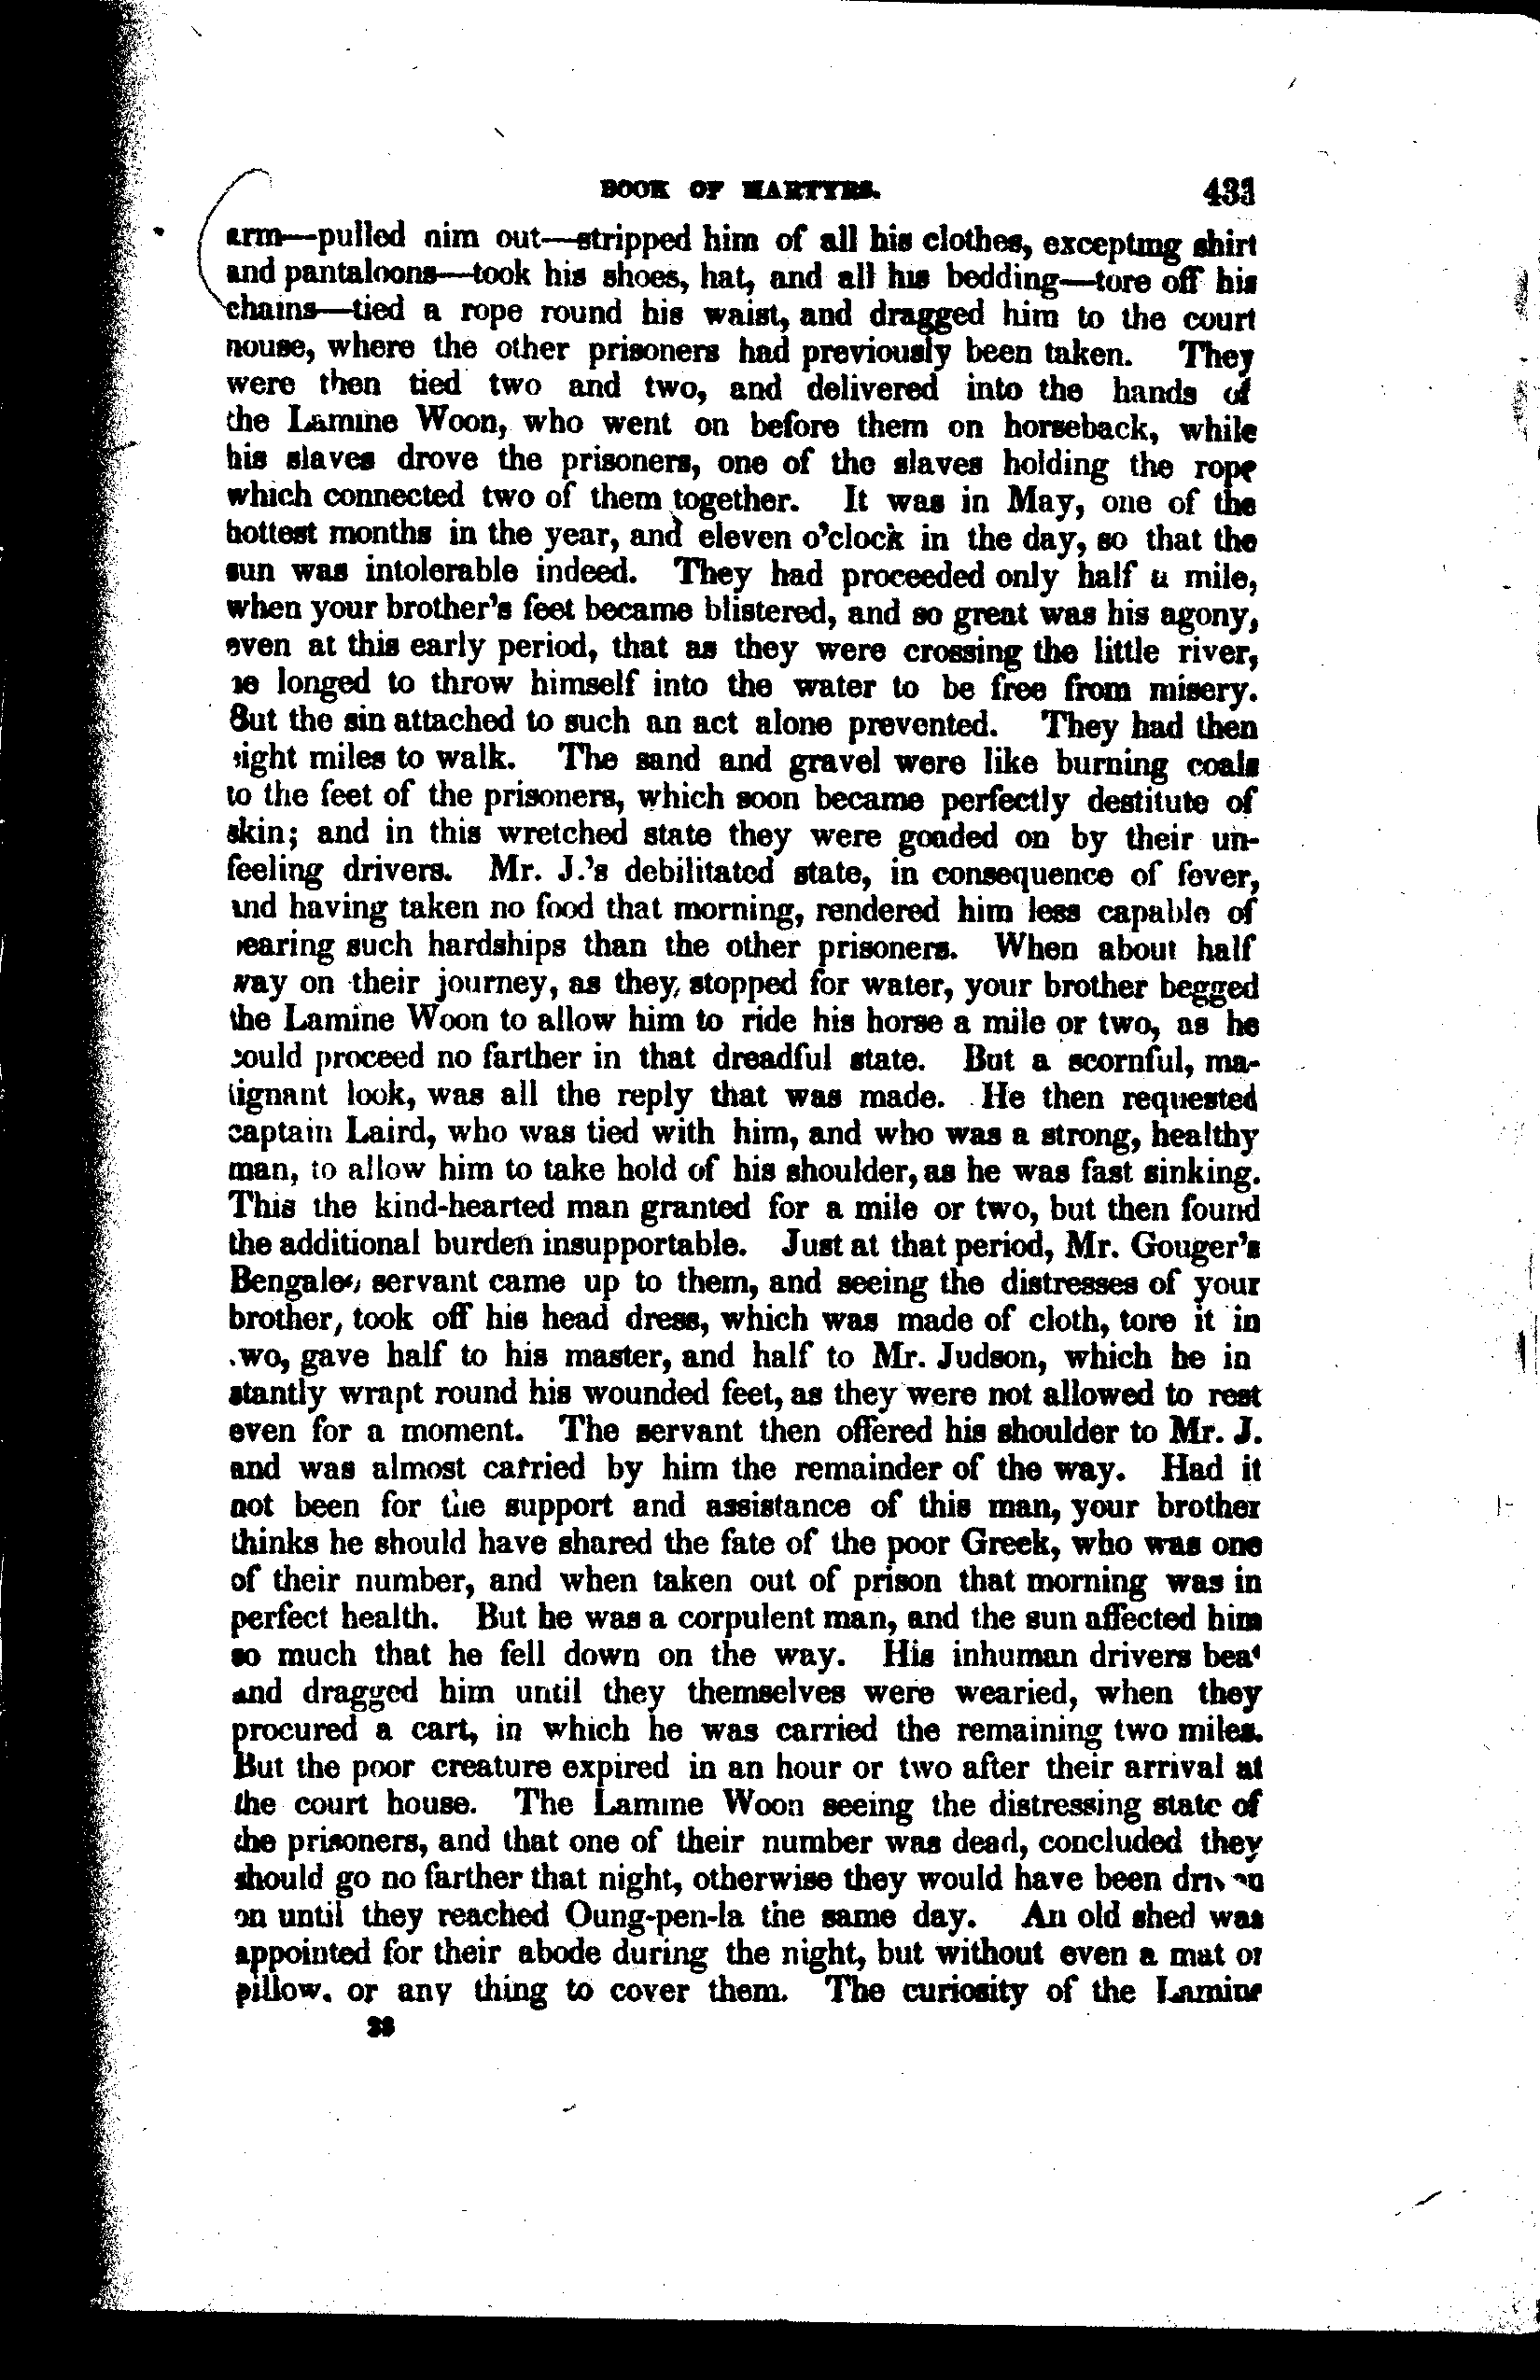 BOOK OF MARTYRS. 433
arm—pulled him out—stripped him of all his clothes, excepting shirt
and pantaloons—took his shoes, hat, and all his bedding—tore off his
chains—tied a rope round his waist, and dragged him to the court
house, where the other prisoners had previously been taken. They
were then tied two and two, and delivered into the hands of
the Lamine Woon, who went on before them on horseback, while
his slaves drove the prisoners, one of the slaves holding the rope
which connected two of them together. It was in May, one of the
hottest months in the year, and eleven o'clock in the day, so that the
sun was intolerable indeed. They had proceeded only half a mile,
when your brother's feet became blistered, and so great was his agony,
even at this early period, that as they were crossing the little river,
he longed to throw himself into the water to be free from misery.
But the sin attached to such an act alone prevented. They had then
eight miles to walk. The sand and gravel were like burning coals
to the feet of the prisoners, which soon became perfectly destitute of
skin; and in this wretched state they were goaded on by their un-
feeling drivers. Mr. J.'s debilitated state, in consequence of fever,
and having taken no food that morning, rendered him less capable of
bearing such hardships than the other prisoners. When about half
way on their journey, as they, stopped for water, your brother begged
the Lamine Woon to allow him to ride his horse a mile or two, as he
could proceed no farther in that dreadful state. But a scornful, ma-
lignant look, was all the reply that was made. He then requested
captain Laird, who was tied with him, and who was a strong, healthy
man, to allow him to take hold of his shoulder, as he was fast sinking.
This the kind-hearted man granted for a mile or two, but then found
the additional burden insupportable. Just at that period, Mr. Gouger's
Bengalee servant came up to them, and seeing the distresses of your
brother, took off his head dress, which was made of cloth, tore it in
two, gave half to his master, and half to Mr. Judson, which he in
stantly wrapt round his wounded feet, as they were not allowed to rest
even for a moment. The servant then offered his shoulder to Mr. J.
and was almost carried by him the remainder of the way. Had it
not been for the support and assistance of this man, your brother
thinks he should have shared the fate of the poor Greek, who was one
of their number, and when taken out of prison that morning was in
perfect health. But he was a corpulent man, and the sun affected him
so much that he fell down on the way. His inhuman drivers beat
and dragged him until they themselves were wearied, when they
procured a cart, in which he was carried the remaining two miles.
But the poor creature expired in an hour or two after their arrival at
the court house. The Lamine Woon seeing the distressing state of
the prisoners, and that one of their number was dead, concluded they
should go no farther that night, otherwise they would have been driven
on until they reached Oung-pen-la the same day. An old shed was
appointed for their abode during the night, but without even a mat or
pillow, or any thing to cover them. The curiosity of the Lamine